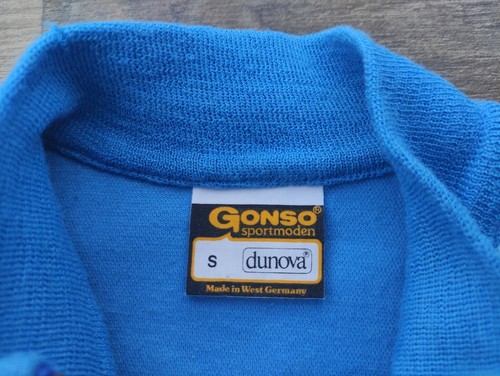 GONSO®
sportmoden
S dunova®
Made in West Germany